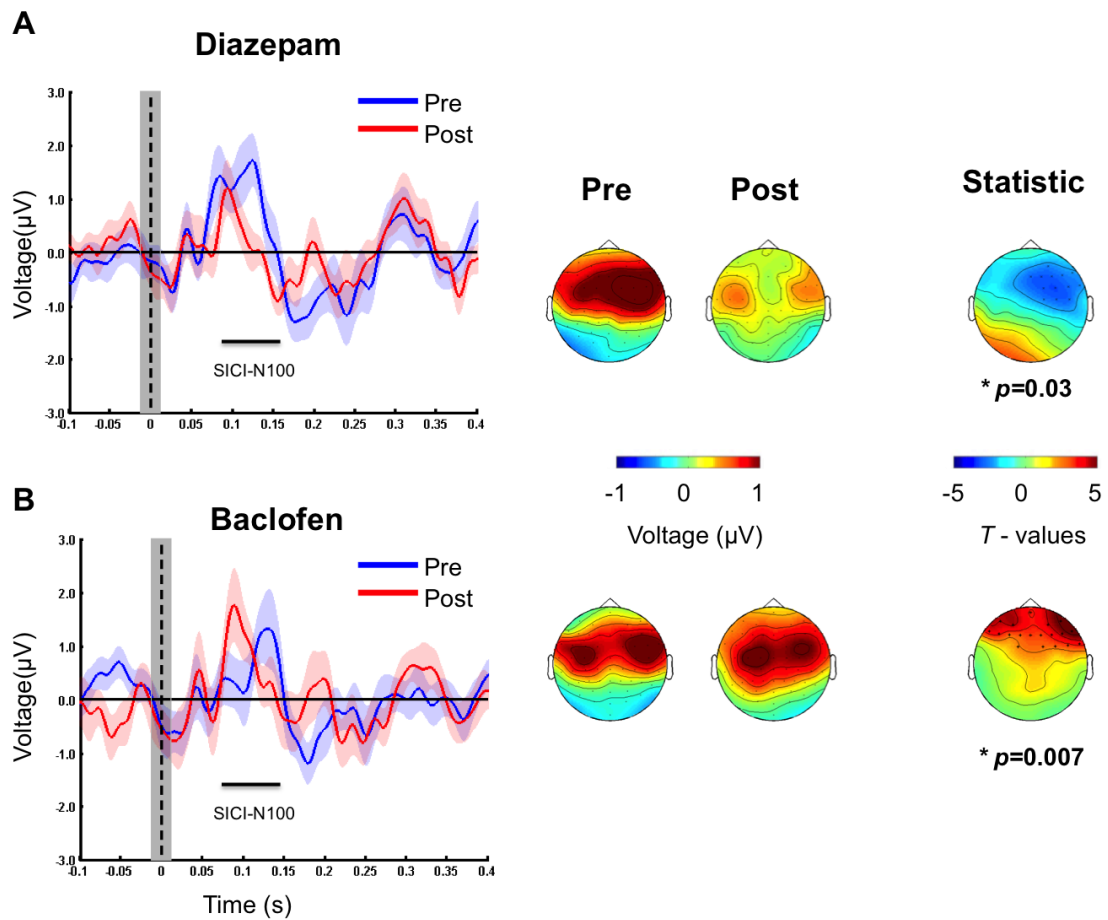 A
Diazepam
3.0
2.0
1.0
0.0
-1.0
-2.0
3.0
Voltage(µV)
Pre
Post
SICI-N100
-0.1 -0.05 0 0.05 0.1 0.15 0.2 0.25 0.3 0.35 0.4
Pre Post Statistic
* p=0.03
-1 0 1
Voltage (µV)
-5 0 5
T - values
B
Baclofen
3.0
2.0
1.0
0.0
-1.0
-2.0
3.0
Voltage(µV)
Pre
Post
SICI-N100
-0.1 -0.05 0 0.05 0.1 0.15 0.2 0.25 0.3 0.35 0.4
Time (s)
* p=0.007